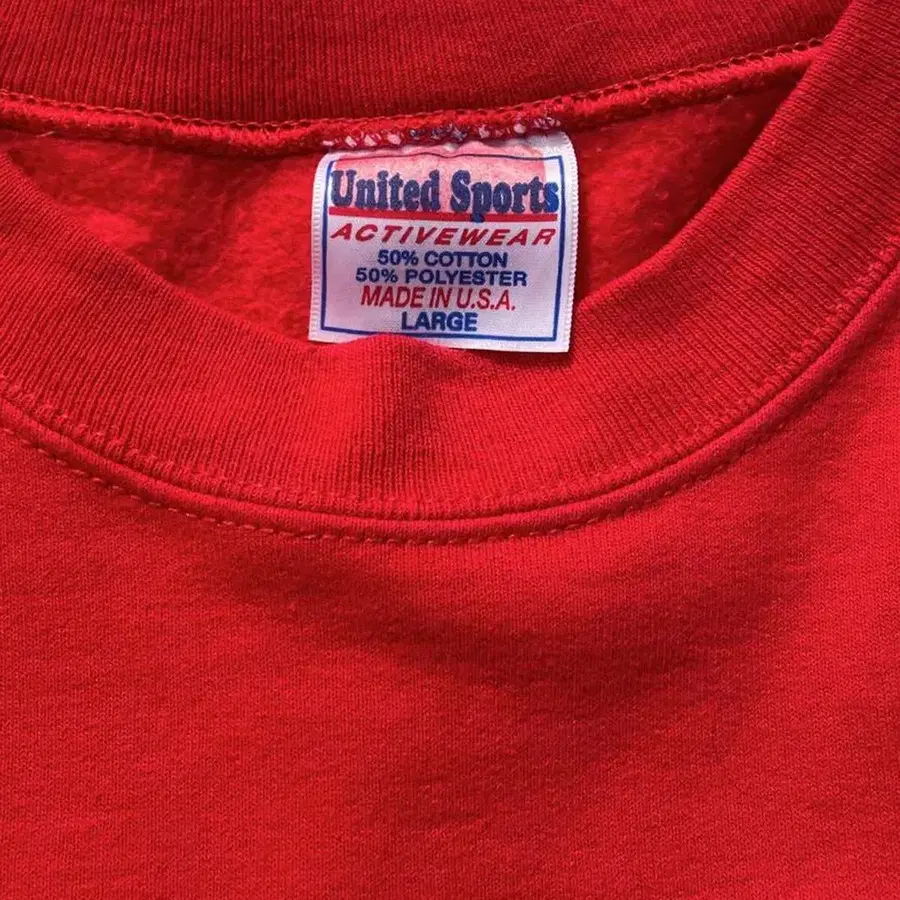 United Sports
ACTIVEWEAR
50% COTTON
50% POLYESTER
MADE IN U.S.A.
LARGE